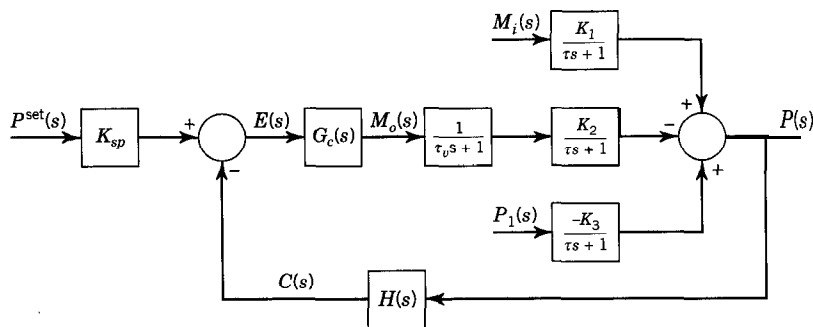 M_i(s)
K_1
τs + 1
+
P^set(s)
K_sp
+
−
E(s)
G_c(s)
M_o(s)
1
τ_v s + 1
K_2
τs + 1
−
P(s)
+
P_1(s)
−K_3
τs + 1
C(s)
H(s)